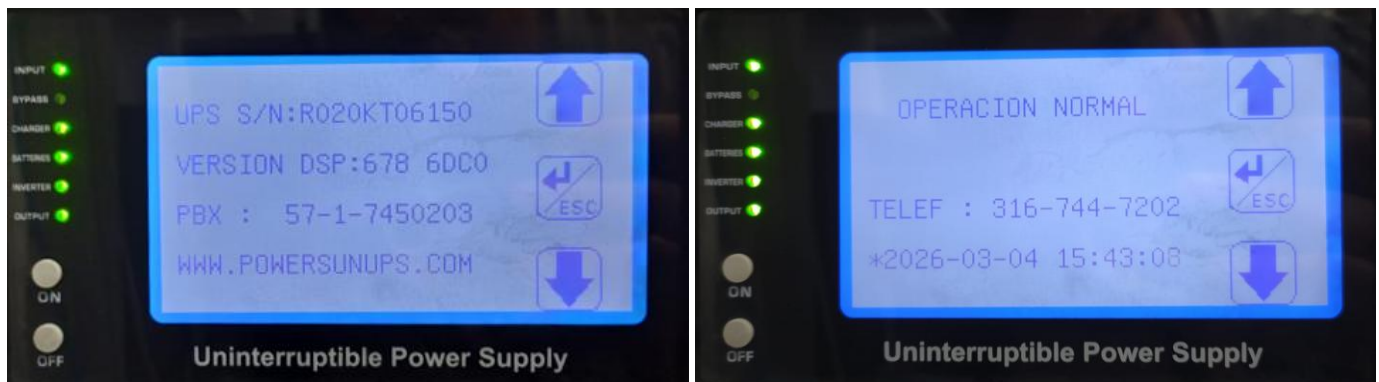 INPUT
BYPASS
CHARGER
BATTERIES
INVERTER
OUTPUT
ON
OFF
UPS S/N:R020KT06150
VERSION DSP:678 6DC0
PBX : 57-1-7450203
WWW.POWERSUNUPS.COM
ESC
Uninterruptible Power Supply
INPUT
BYPASS
CHARGER
BATTERIES
INVERTER
OUTPUT
ON
OFF
OPERACION NORMAL
TELEF : 316-744-7202
*2026-03-04 15:43:08
ESC
Uninterruptible Power Supply